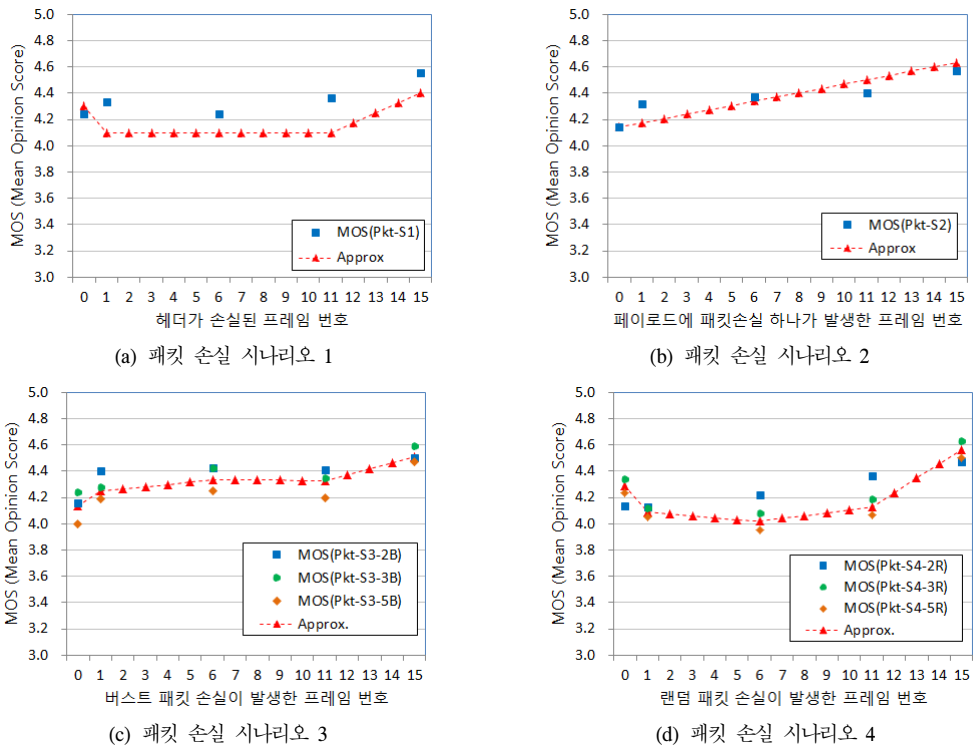 MOS (Mean Opinion Score)
5.0
4.8
4.6
4.4
4.2
4.0
3.8
3.6
3.4
3.2
3.0
MOS(Pkt-S1)
Approx
0 1 2 3 4 5 6 7 8 9 10 11 12 13 14 15
헤더가 손실된 프레임 번호
(a) 패킷 손실 시나리오 1
MOS (Mean Opinion Score)
5.0
4.8
4.6
4.4
4.2
4.0
3.8
3.6
3.4
3.2
3.0
MOS(Pkt-S2)
Approx
0 1 2 3 4 5 6 7 8 9 10 11 12 13 14 15
페이로드에 패킷손실 하나가 발생한 프레임 번호
(b) 패킷 손실 시나리오 2
MOS (Mean Opinion Score)
5.0
4.8
4.6
4.4
4.2
4.0
3.8
3.6
3.4
3.2
3.0
MOS(Pkt-S3-2B)
MOS(Pkt-S3-3B)
MOS(Pkt-S3-5B)
Approx.
0 1 2 3 4 5 6 7 8 9 10 11 12 13 14 15
버스트 패킷 손실이 발생한 프레임 번호
(c) 패킷 손실 시나리오 3
MOS (Mean Opinion Score)
5.0
4.8
4.6
4.4
4.2
4.0
3.8
3.6
3.4
3.2
3.0
MOS(Pkt-S4-2R)
MOS(Pkt-S4-3R)
MOS(Pkt-S4-5R)
Approx.
0 1 2 3 4 5 6 7 8 9 10 11 12 13 14 15
랜덤 패킷 손실이 발생한 프레임 번호
(d) 패킷 손실 시나리오 4